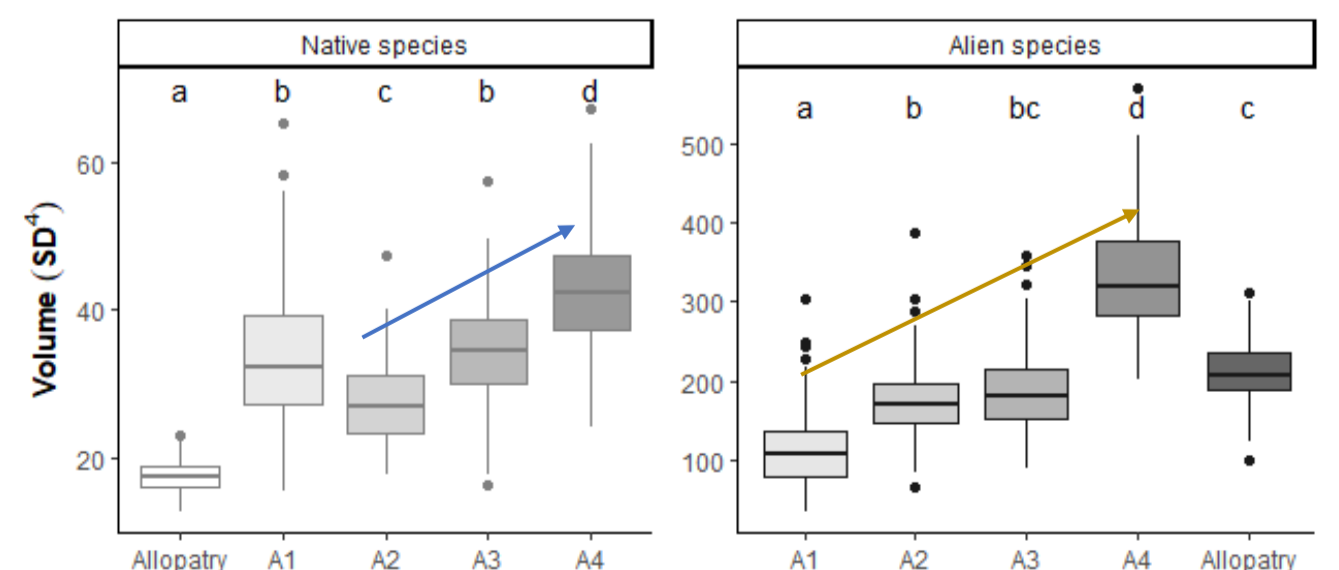 Native species
Alien species
a b c b d
a b bc d c
Volume (SD⁴)
60
40
20
500
400
300
200
100
Allopatry A1 A2 A3 A4
A1 A2 A3 A4 Allopatry